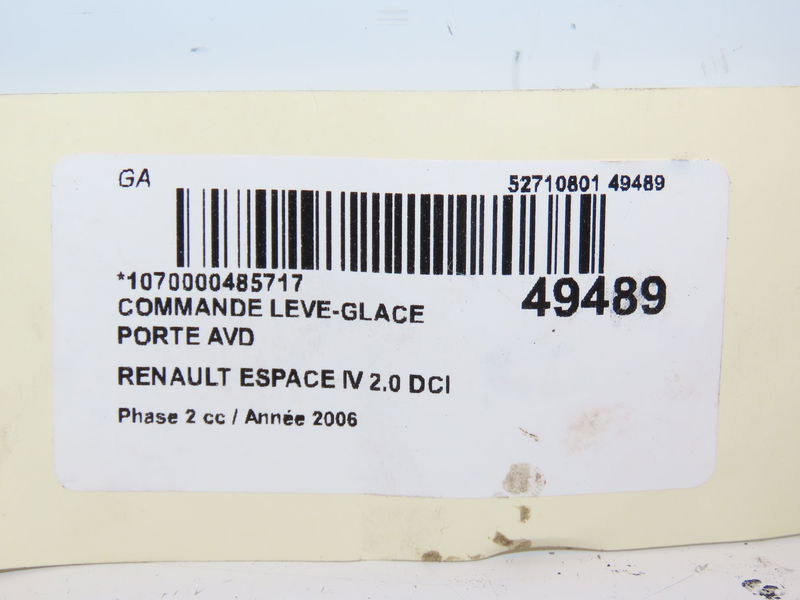 GA
52710801 49489
*1070000485717
49489
COMMANDE LEVE-GLACE
PORTE AVD
RENAULT ESPACE IV 2.0 DCI
Phase 2 cc / Année 2006